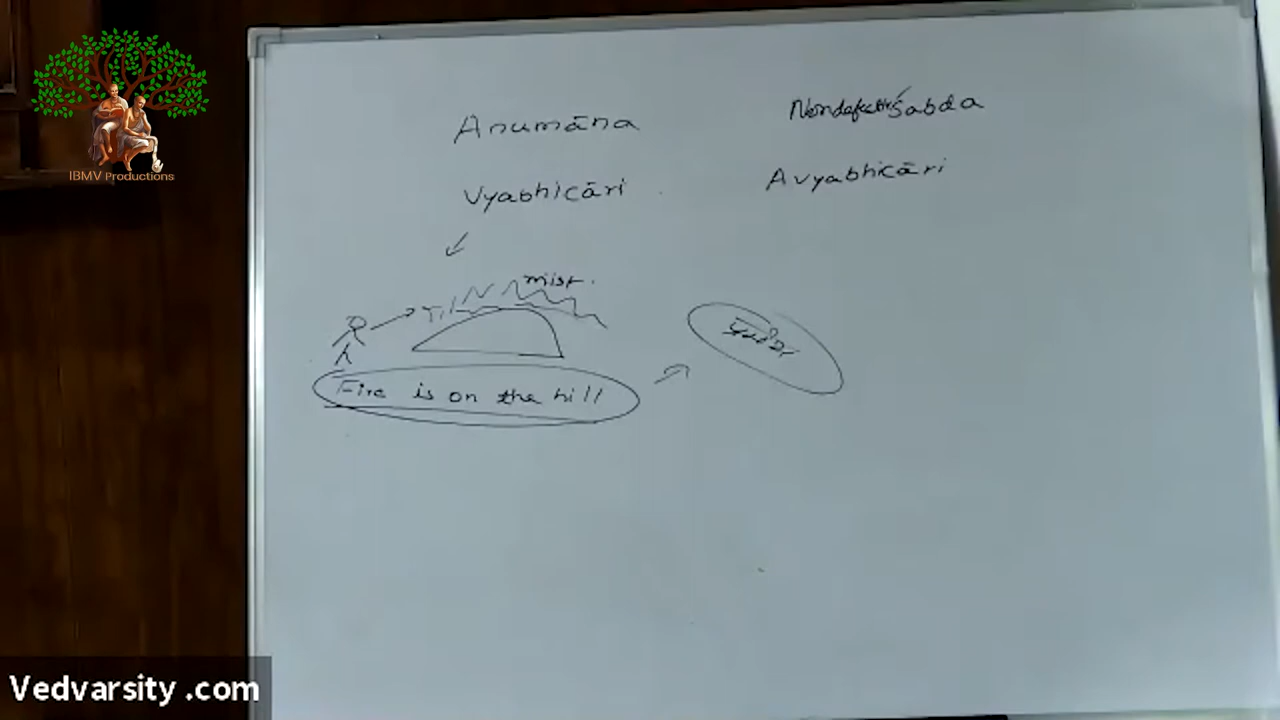 IBMV Productions
Anumāna
Nondefective Śabda
Vyabhicāri
Avyabhicāri
mist.
Fire is on the hill
Vedvarsity .com